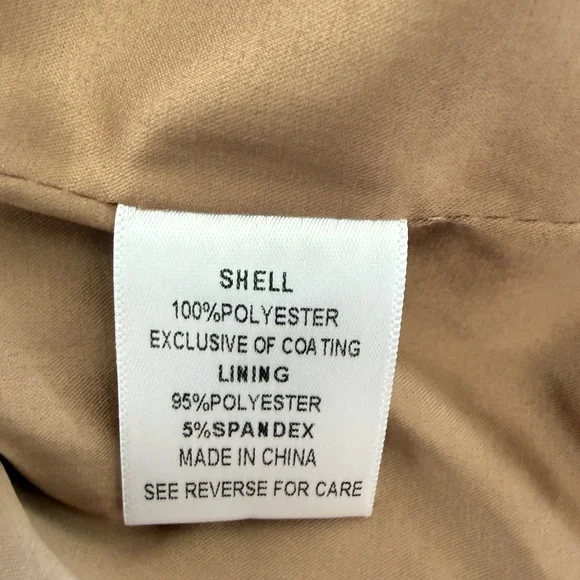 SHELL
100%POLYESTER
EXCLUSIVE OF COATING
LINING
95%POLYESTER
5%SPANDEX
MADE IN CHINA
SEE REVERSE FOR CARE